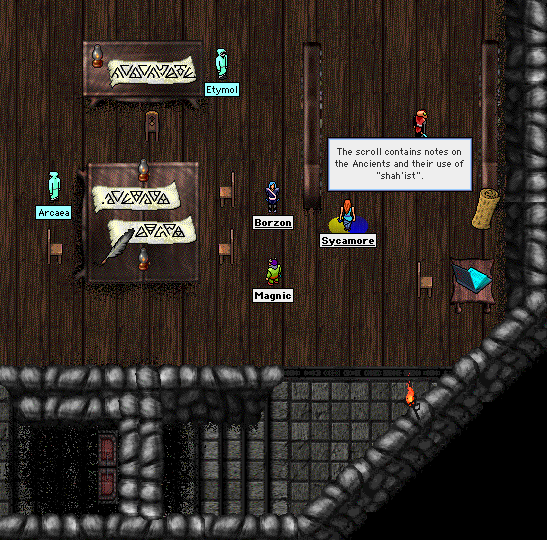 Etymol
The scroll contains notes on
the Ancients and their use of
"shah'ist".
Arcaea
Borzon
Sycamore
Magnic